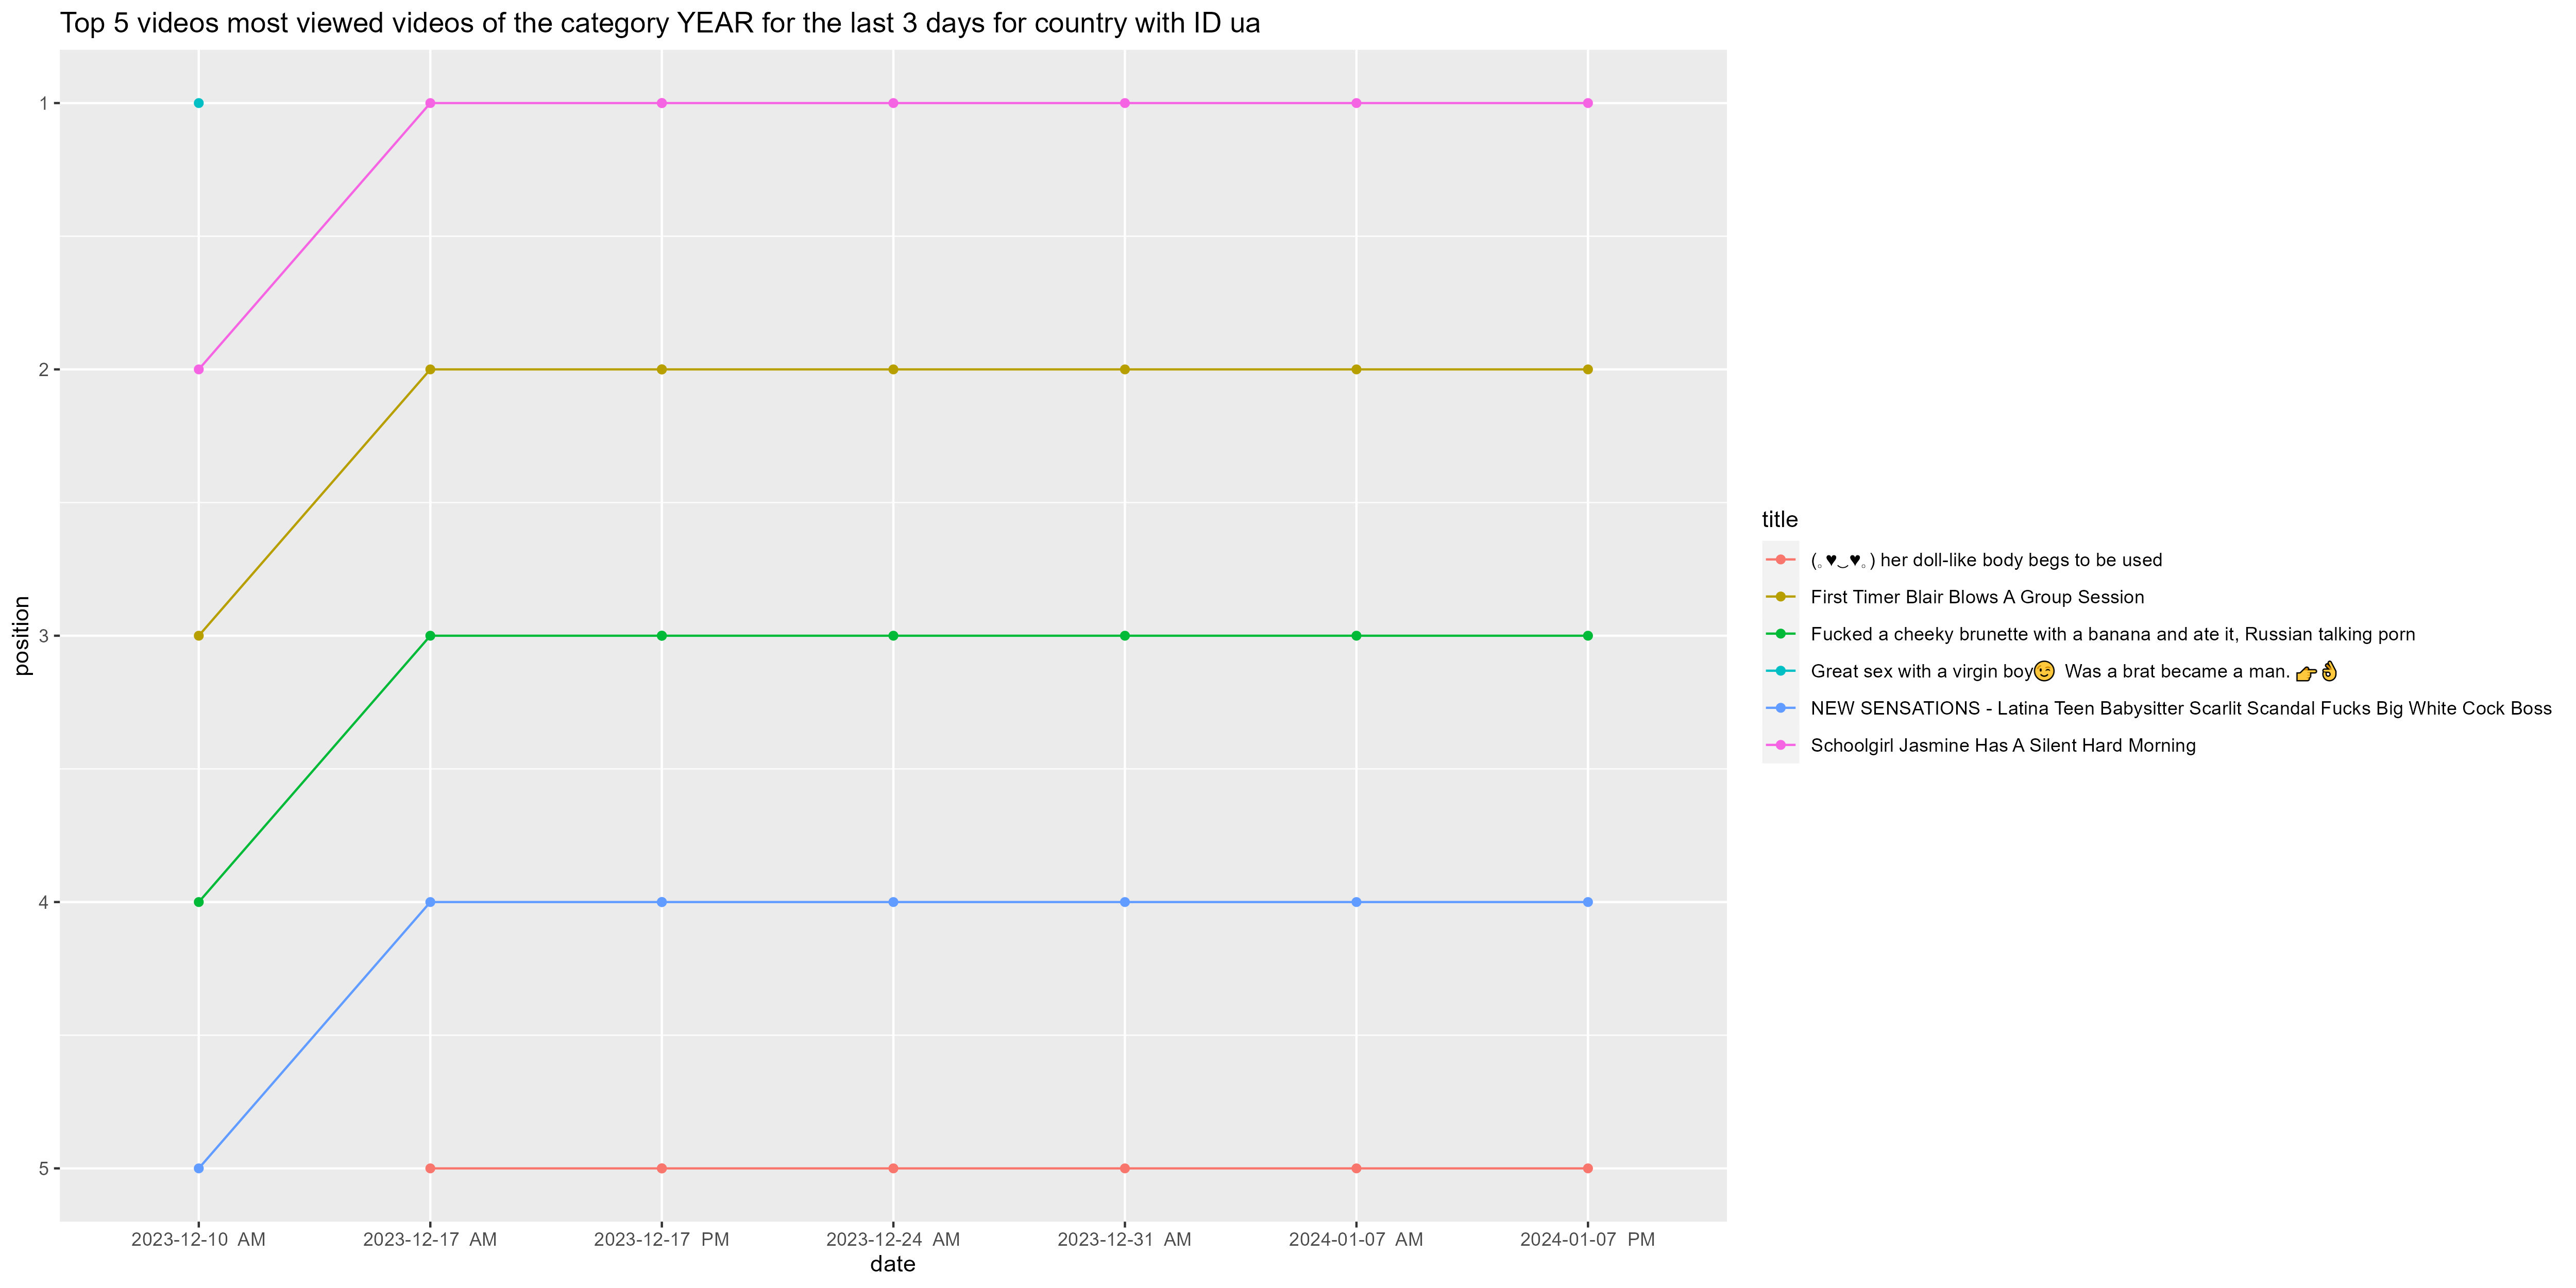 Top 5 videos most viewed videos of the category YEAR for the last 3 days for country with ID ua
position
1
2
3
4
5
2023-12-10 AM
2023-12-17 AM
2023-12-17 PM
2023-12-24 AM
2023-12-31 AM
2024-01-07 AM
2024-01-07 PM
date
title
(｡♥‿♥｡) her doll-like body begs to be used
First Timer Blair Blows A Group Session
Fucked a cheeky brunette with a banana and ate it, Russian talking porn
Great sex with a virgin boy😉 Was a brat became a man. 👉👌
NEW SENSATIONS - Latina Teen Babysitter Scarlit Scandal Fucks Big White Cock Boss
Schoolgirl Jasmine Has A Silent Hard Morning